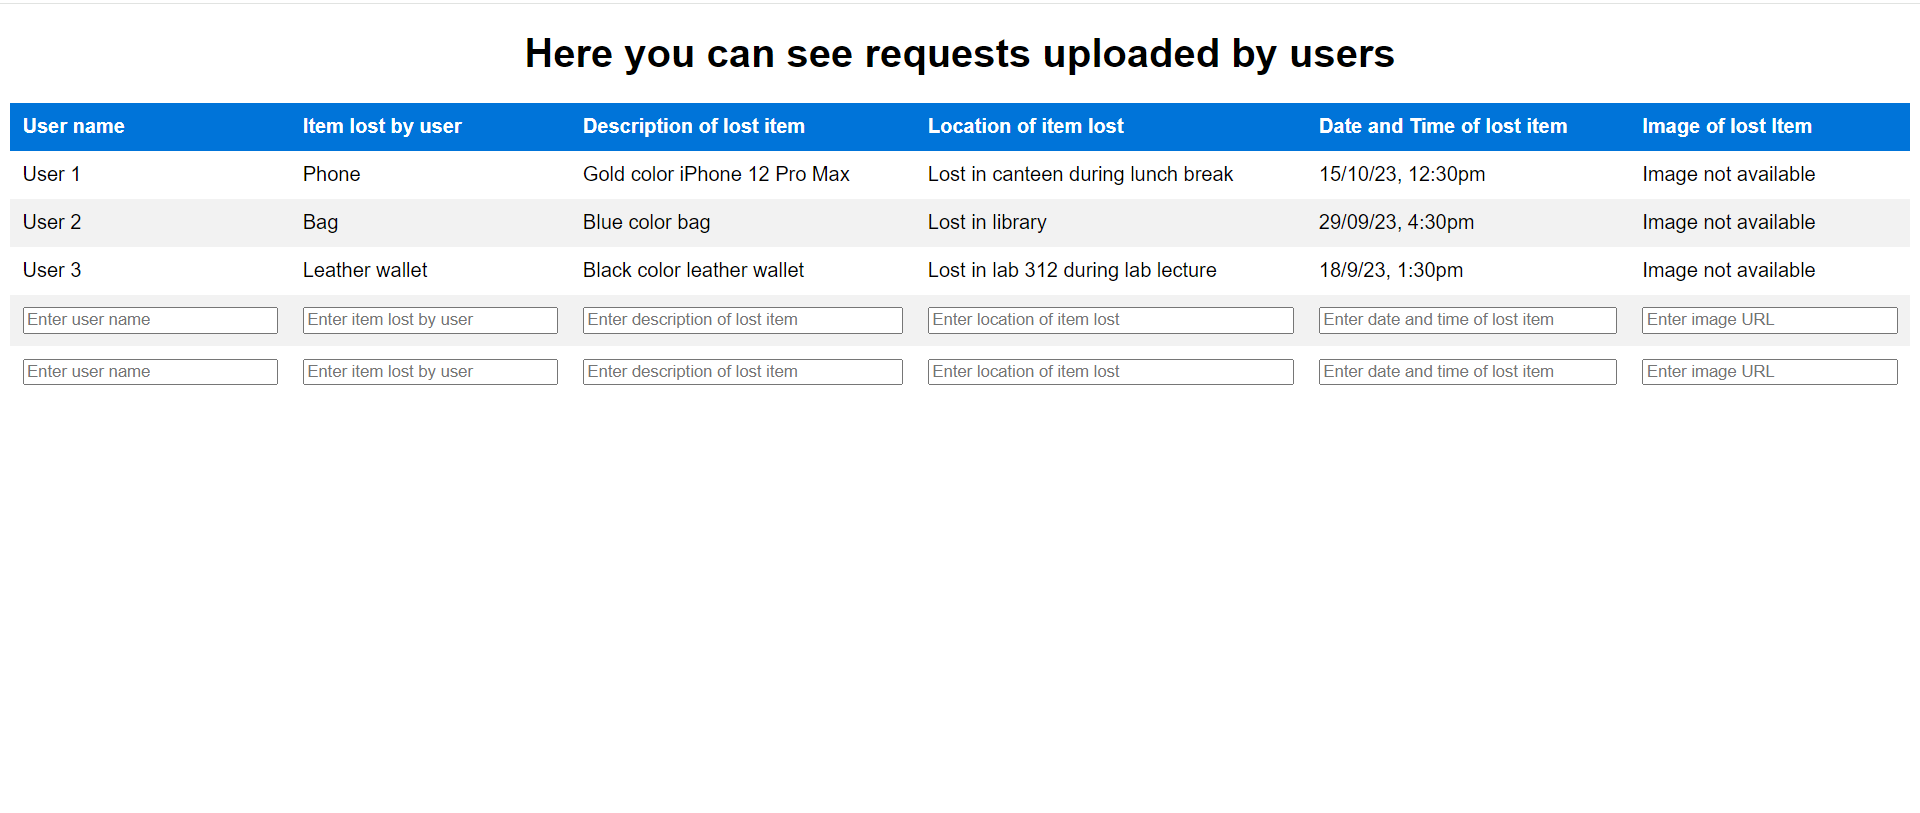 Here you can see requests uploaded by users
User name Item lost by user Description of lost item Location of item lost Date and Time of lost item Image of lost Item
User 1 Phone Gold color iPhone 12 Pro Max Lost in canteen during lunch break 15/10/23, 12:30pm Image not available
User 2 Bag Blue color bag Lost in library 29/09/23, 4:30pm Image not available
User 3 Leather wallet Black color leather wallet Lost in lab 312 during lab lecture 18/9/23, 1:30pm Image not available
Enter user name Enter item lost by user Enter description of lost item Enter location of item lost Enter date and time of lost item Enter image URL
Enter user name Enter item lost by user Enter description of lost item Enter location of item lost Enter date and time of lost item Enter image URL